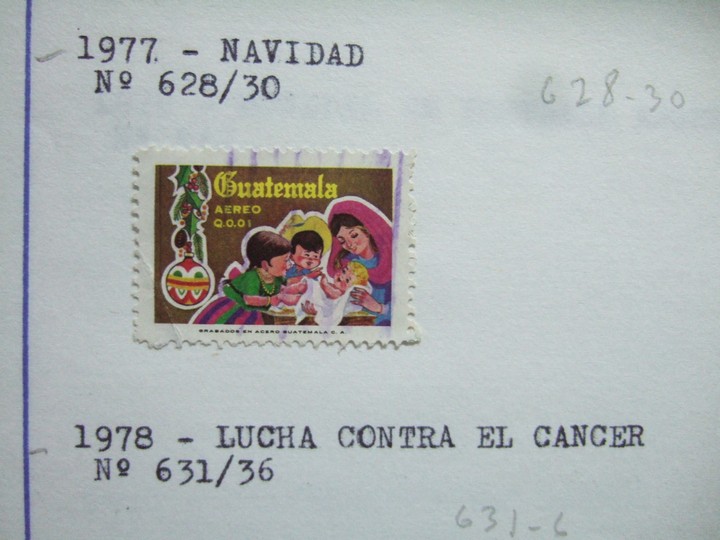 1977 - NAVIDAD
Nº 628/30
628-30
Guatemala
AEREO
Q.0.01
GRABADOS EN ACERO GUATEMALA C. A.
1978 - LUCHA CONTRA EL CANCER
Nº 631/36
631-6